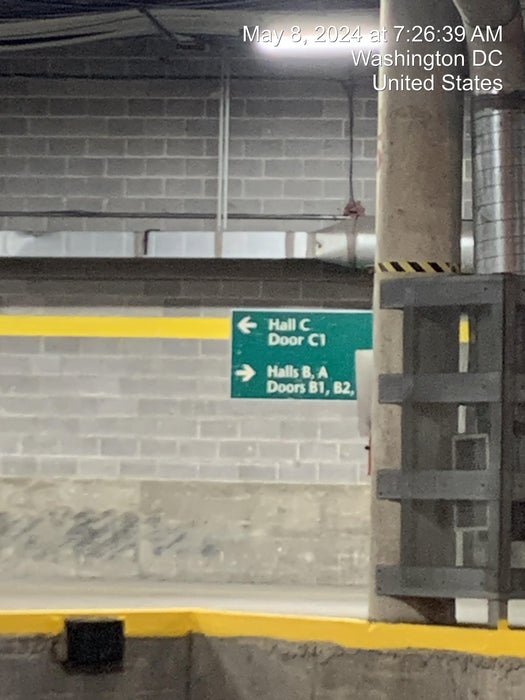 May 8, 2024 at 7:26:39 AM
Washington DC
United States
← Hall C
Door C1
→ Halls B, A
Doors B1, B2,